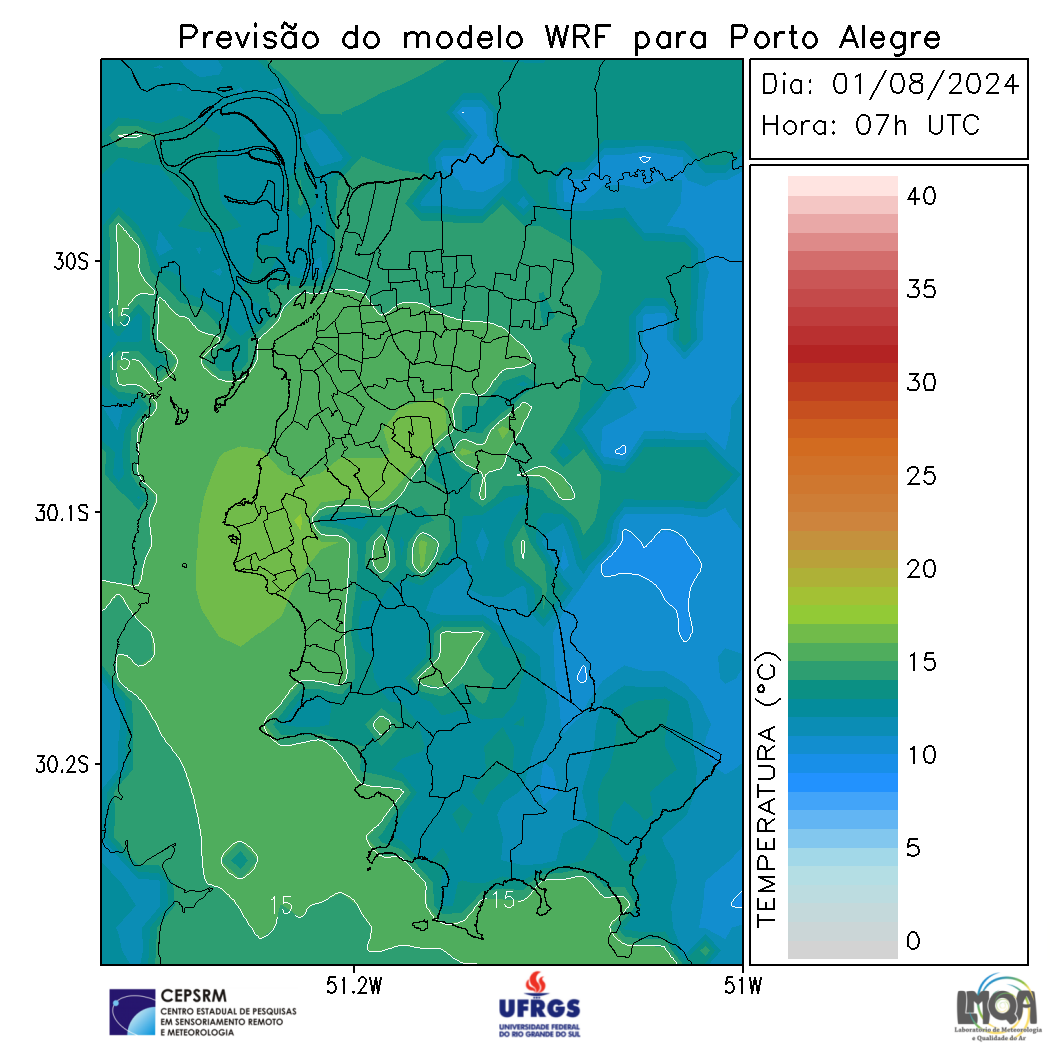 Previsão do modelo WRF para Porto Alegre
Dia: 01/08/2024
Hora: 07h UTC
40
35
30
25
20
15
10
5
0
TEMPERATURA (°C)
30S
30.1S
30.2S
51.2W
51W
15
15
15
15
CEPSRM
CENTRO ESTADUAL DE PESQUISAS
EM SENSORIAMENTO REMOTO
E METEOROLOGIA
UFRGS
UNIVERSIDADE FEDERAL
DO RIO GRANDE DO SUL
LMQA
Laboratório de Meteorologia
e Qualidade do Ar